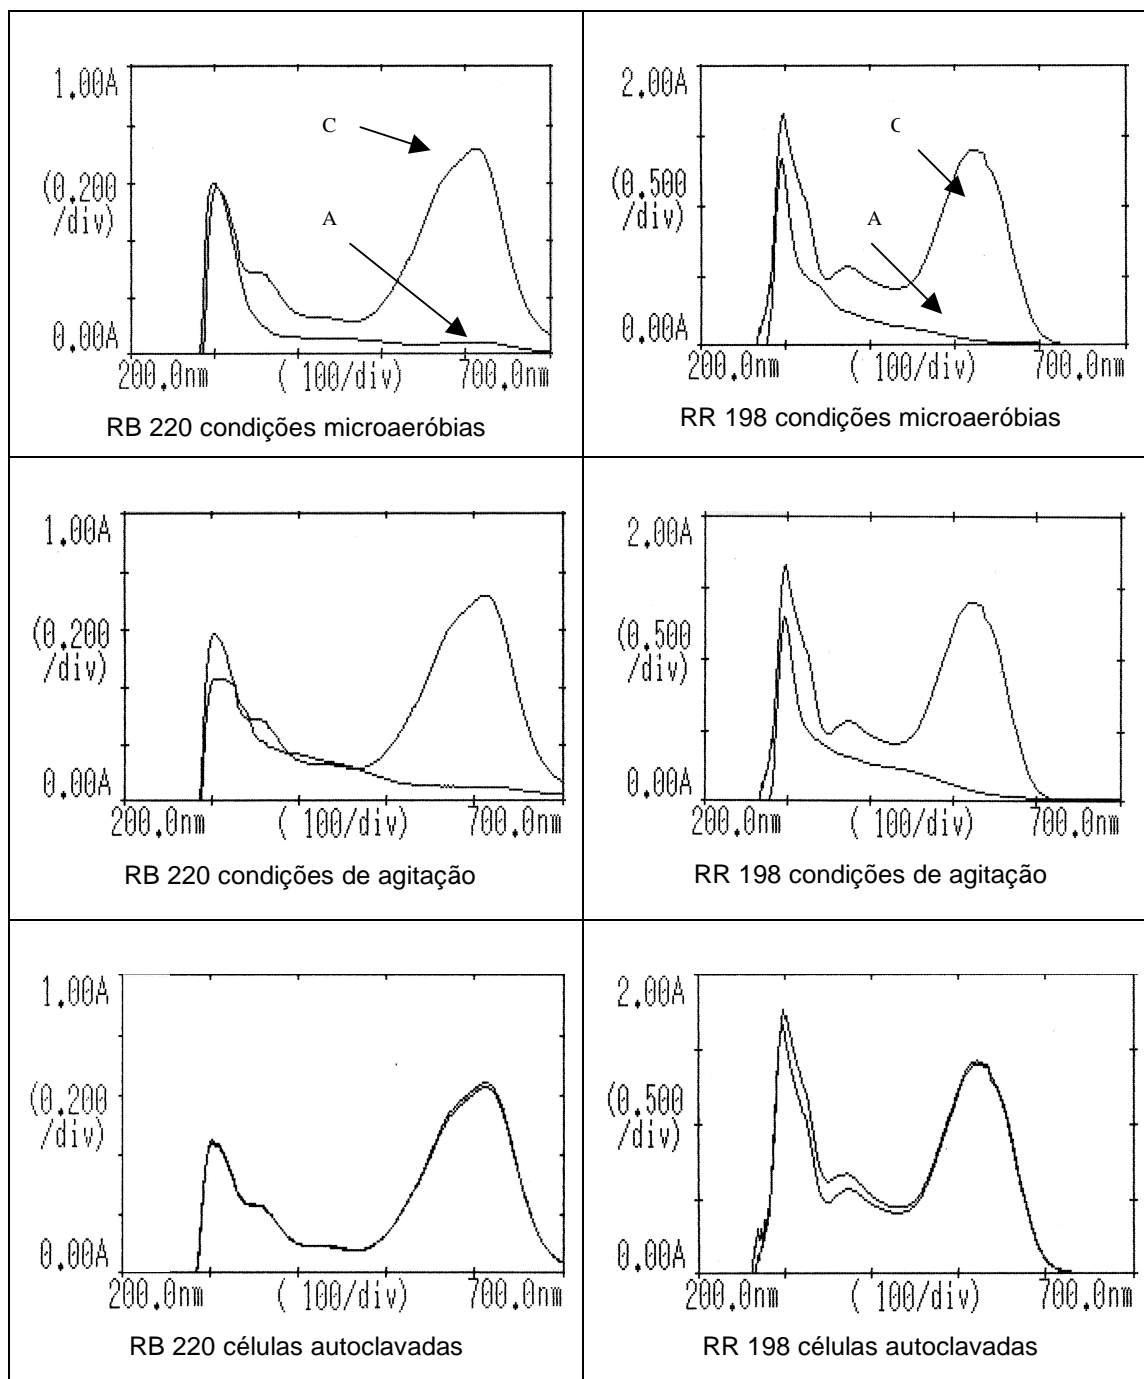 1.00A
C
(0.200
/div)
A
0.00A
200.0nm
( 100/div)
700.0nm
RB 220 condições microaeróbias
2.00A
C
(0.500
/div)
A
0.00A
200.0nm
( 100/div)
700.0nm
RR 198 condições microaeróbias
1.00A
(0.200
/div)
0.00A
200.0nm
( 100/div)
700.0nm
RB 220 condições de agitação
2.00A
(0.500
/div)
0.00A
200.0nm
( 100/div)
700.0nm
RR 198 condições de agitação
1.00A
(0.200
/div)
0.00A
200.0nm
( 100/div)
700.0nm
RB 220 células autoclavadas
2.00A
(0.500
/div)
0.00A
200.0nm
( 100/div)
700.0nm
RR 198 células autoclavadas